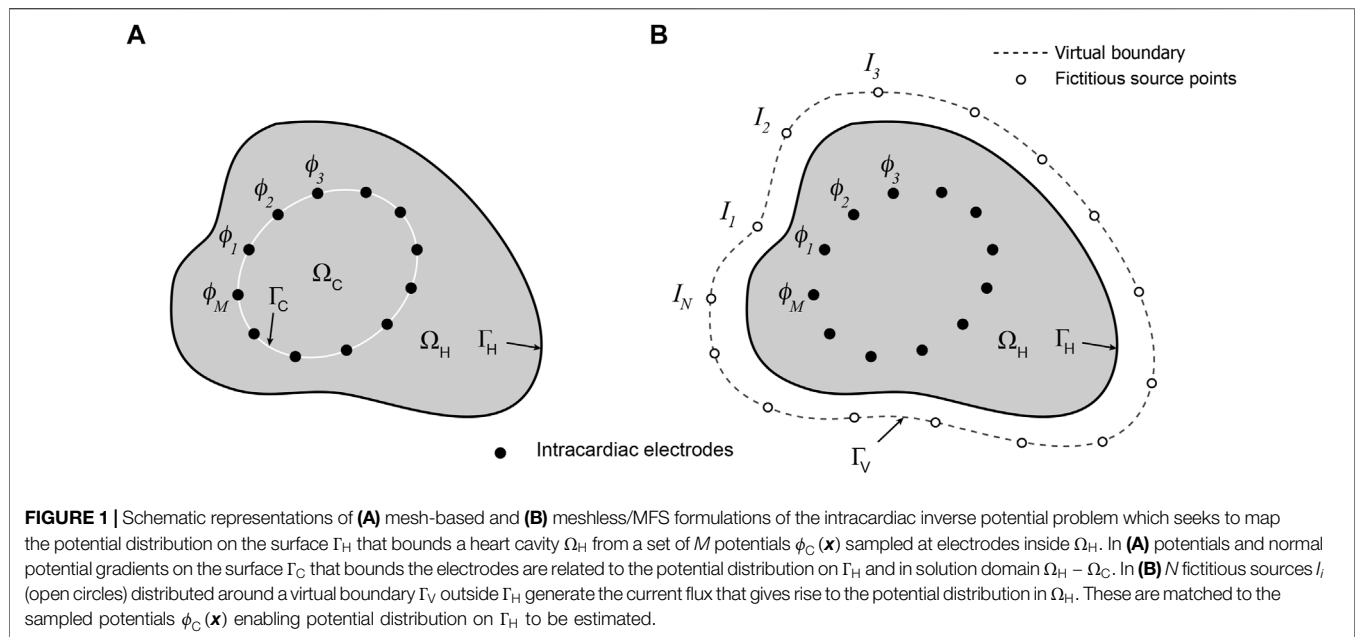 A
B
Virtual boundary
Fictitious source points
I3
I2
I1
IN
ϕ3
ϕ2
ϕ1
ϕM
ΩC
ΓC
ΩH
ΓH
ϕ3
ϕ2
ϕ1
ϕM
ΩH
ΓH
ΓV
Intracardiac electrodes
FIGURE 1 | Schematic representations of (A) mesh-based and (B) meshless/MFS formulations of the intracardiac inverse potential problem which seeks to map
the potential distribution on the surface ΓH that bounds a heart cavity ΩH from a set of M potentials ϕC (x) sampled at electrodes inside ΩH. In (A) potentials and normal
potential gradients on the surface ΓC that bounds the electrodes are related to the potential distribution on ΓH and in solution domain ΩH – ΩC. In (B) N fictitious sources Ii
(open circles) distributed around a virtual boundary ΓV outside ΓH generate the current flux that gives rise to the potential distribution in ΩH. These are matched to the
sampled potentials ϕC (x) enabling potential distribution on ΓH to be estimated.